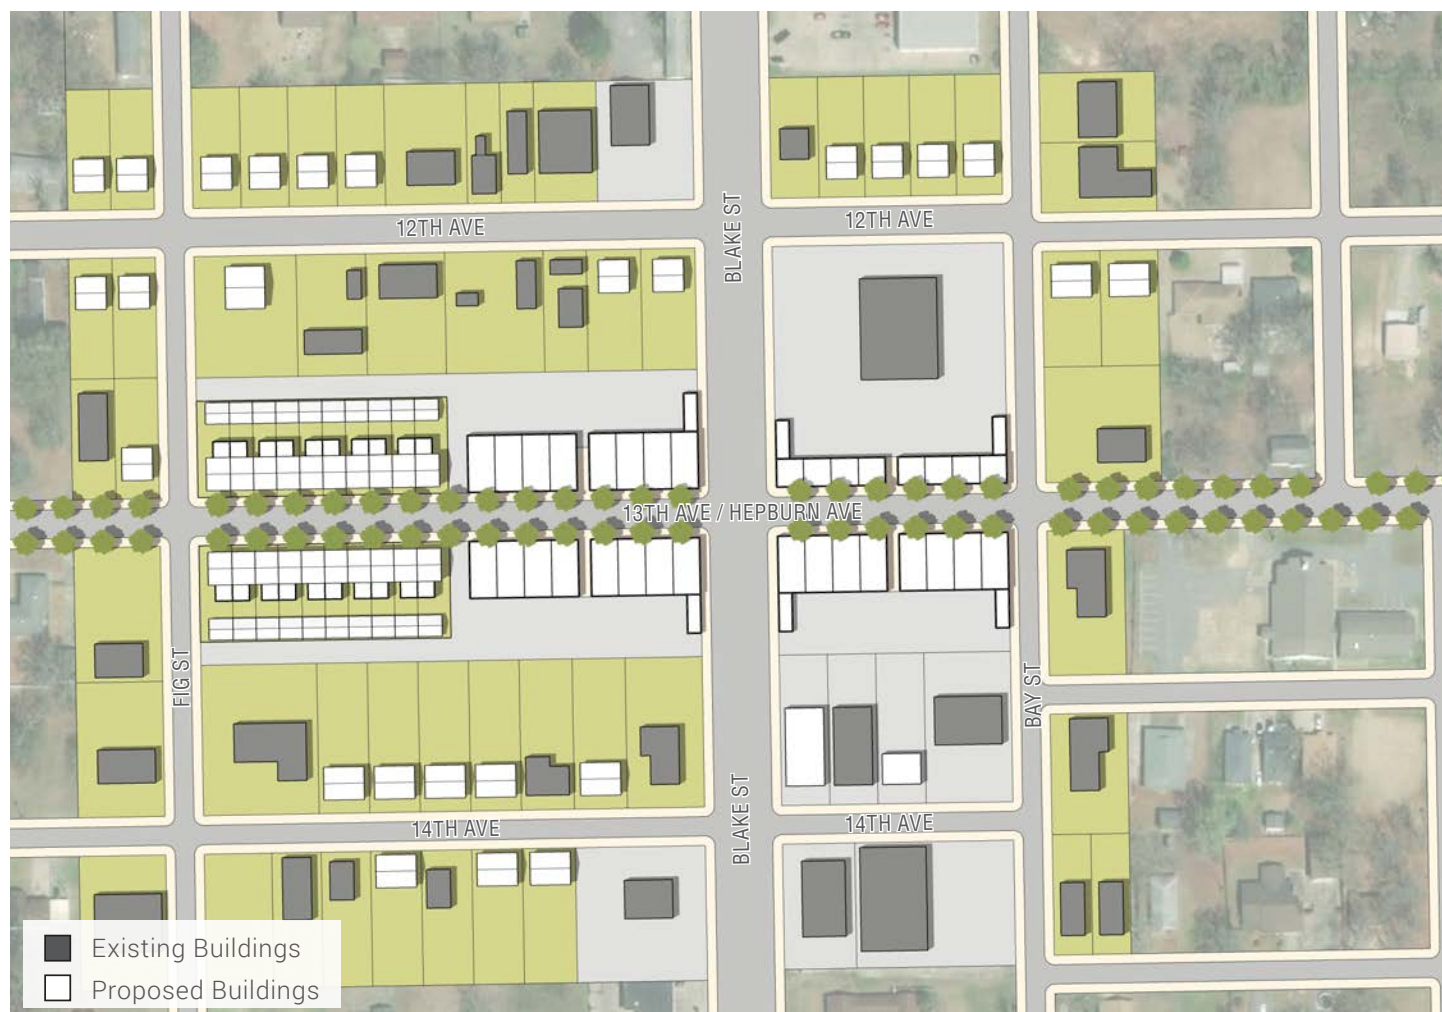 12TH AVE
12TH AVE
BLAKE ST
13TH AVE / HEPBURN AVE
FIG ST
BAY ST
BLAKE ST
14TH AVE
14TH AVE
Existing Buildings
Proposed Buildings